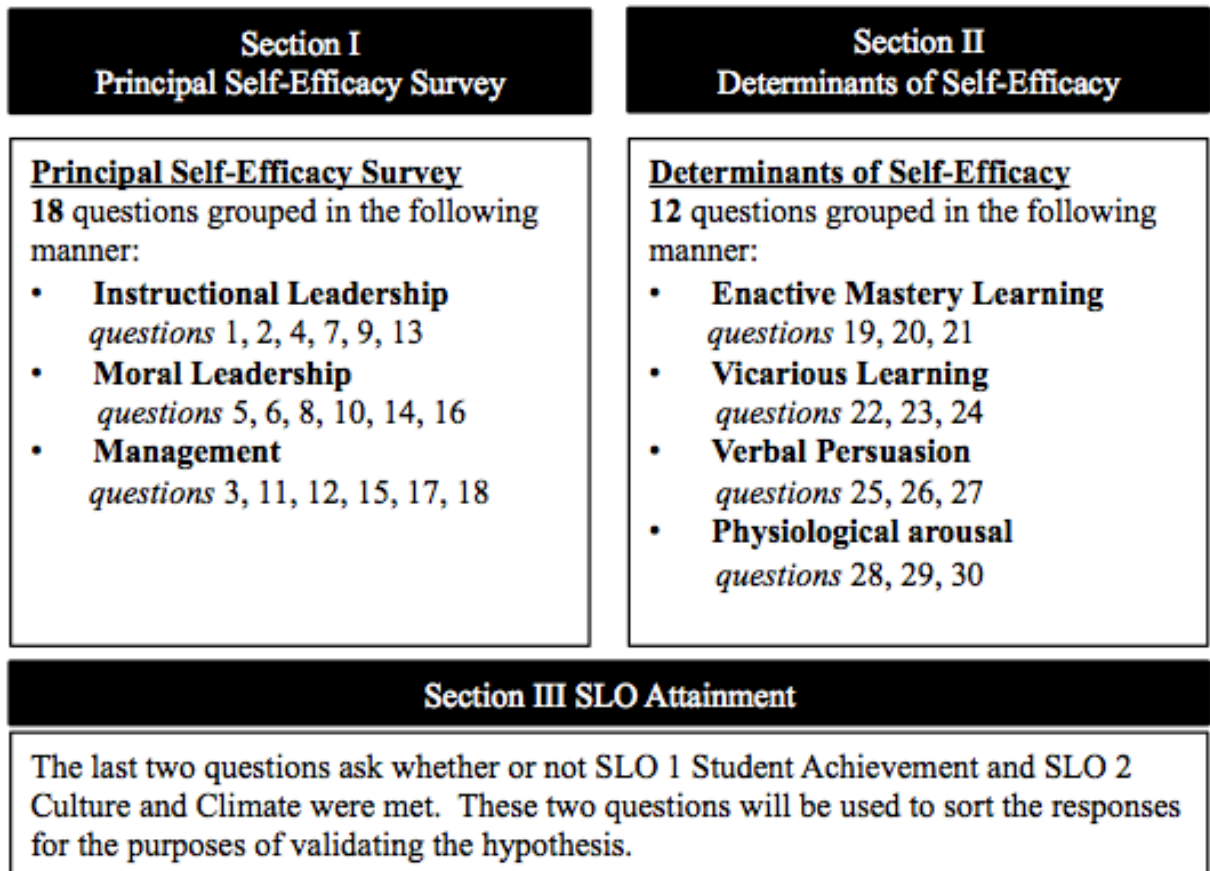 Section I
Principal Self-Efficacy Survey
Principal Self-Efficacy Survey
18 questions grouped in the following
manner:
• Instructional Leadership
questions 1, 2, 4, 7, 9, 13
• Moral Leadership
questions 5, 6, 8, 10, 14, 16
• Management
questions 3, 11, 12, 15, 17, 18
Section II
Determinants of Self-Efficacy
Determinants of Self-Efficacy
12 questions grouped in the following
manner:
• Enactive Mastery Learning
questions 19, 20, 21
• Vicarious Learning
questions 22, 23, 24
• Verbal Persuasion
questions 25, 26, 27
• Physiological arousal
questions 28, 29, 30
Section III SLO Attainment
The last two questions ask whether or not SLO 1 Student Achievement and SLO 2
Culture and Climate were met.  These two questions will be used to sort the responses
for the purposes of validating the hypothesis.